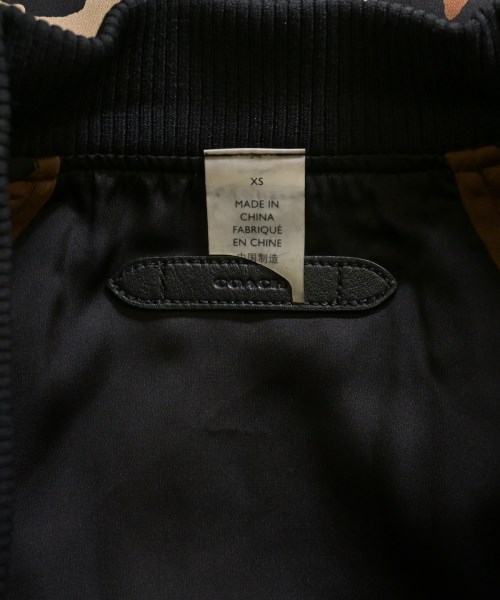 XS
MADE IN
CHINA
FABRIQUÉ
EN CHINE
中国制造
COACH